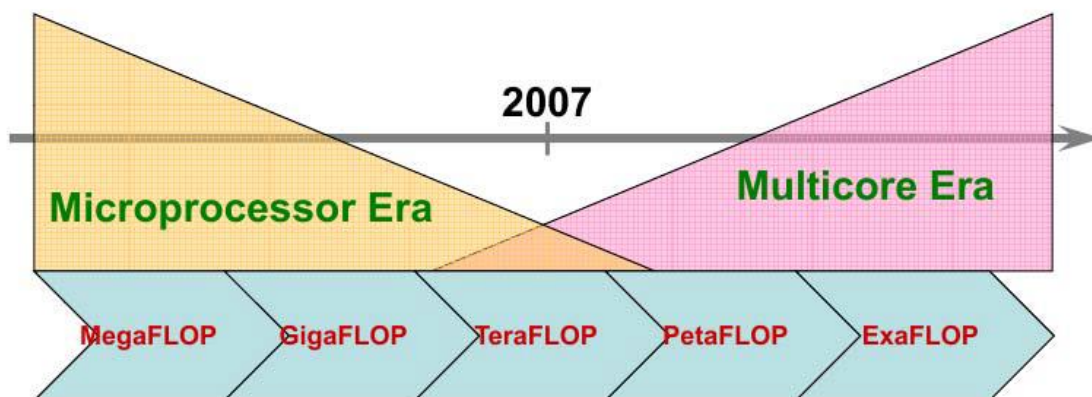 2007
Microprocessor Era
Multicore Era
MegaFLOP
GigaFLOP
TeraFLOP
PetaFLOP
ExaFLOP